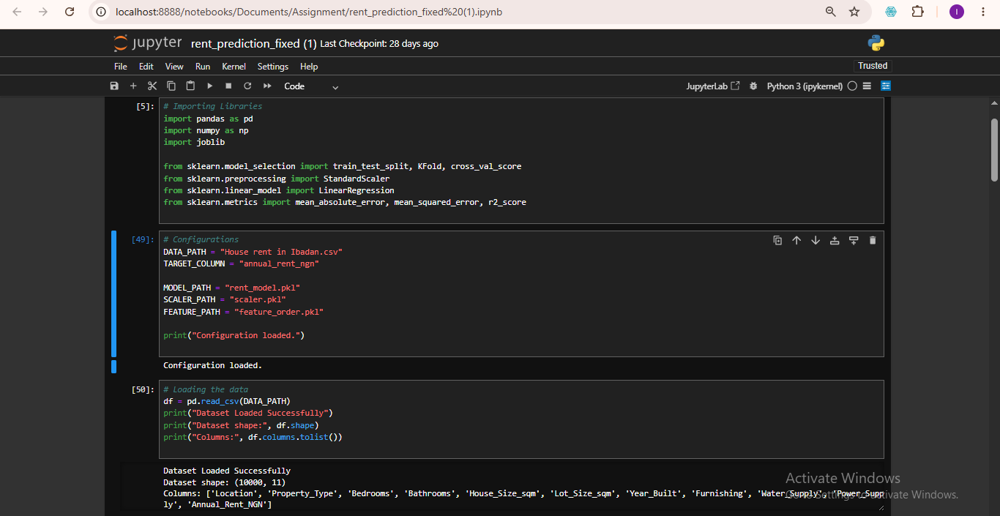 localhost:8888/notebooks/Documents/Assignment/rent_prediction_fixed%20(1).ipynb
I
jupyter rent_prediction_fixed (1) Last Checkpoint: 28 days ago
File Edit View Run Kernel Settings Help Trusted
Code JupyterLab Python 3 (ipykernel)
[5]: # Importing Libraries
import pandas as pd
import numpy as np
import joblib
from sklearn.model_selection import train_test_split, KFold, cross_val_score
from sklearn.preprocessing import StandardScaler
from sklearn.linear_model import LinearRegression
from sklearn.metrics import mean_absolute_error, mean_squared_error, r2_score
[49]: # Configurations
DATA_PATH = "House rent in Ibadan.csv"
TARGET_COLUMN = "annual_rent_ngn"
MODEL_PATH = "rent_model.pkl"
SCALER_PATH = "scaler.pkl"
FEATURE_PATH = "feature_order.pkl"
print("Configuration loaded.")
Configuration loaded.
[50]: # Loading the data
df = pd.read_csv(DATA_PATH)
print("Dataset Loaded Successfully")
print("Dataset shape:", df.shape)
print("Columns:", df.columns.tolist())
Dataset Loaded Successfully
Dataset shape: (10000, 11)
Columns: ['Location', 'Property_Type', 'Bedrooms', 'Bathrooms', 'House_Size_sqm', 'Lot_Size_sqm', 'Year_Built', 'Furnishing', 'Water_Supply', 'Power_Supp
ly', 'Annual_Rent_NGN']
Activate Windows
Go to Settings to activate Windows.